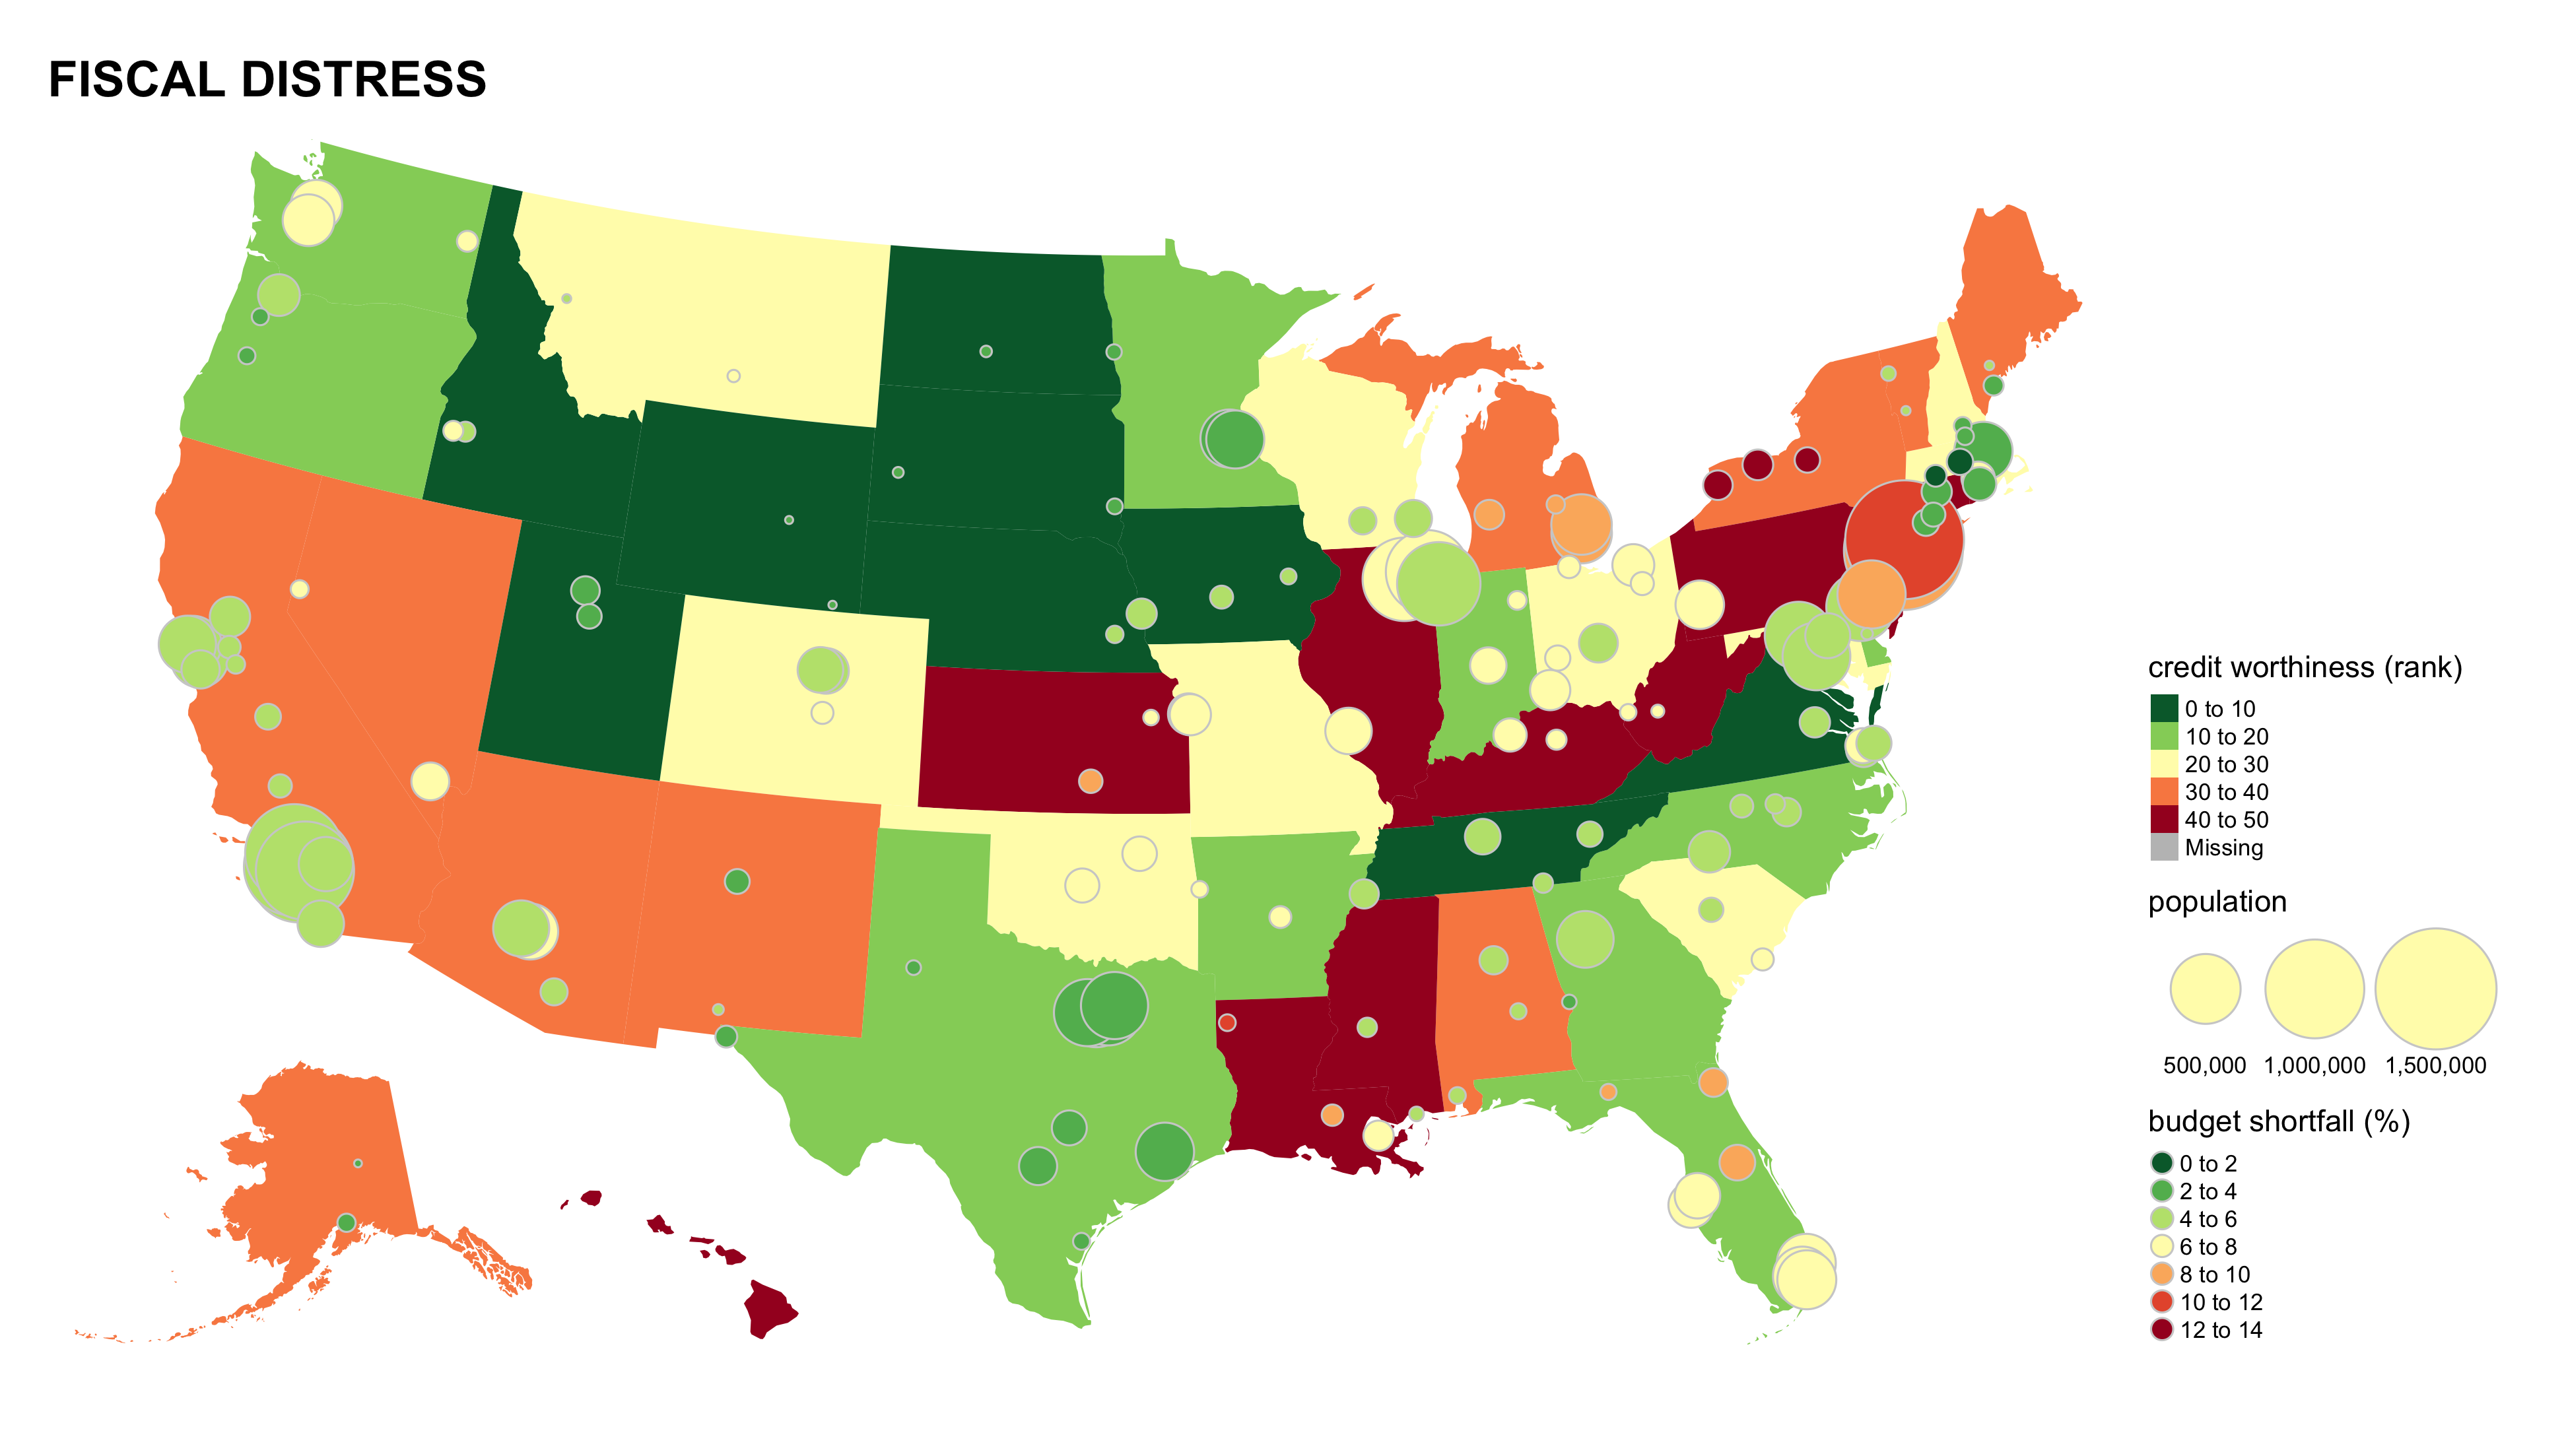 FISCAL DISTRESS
credit worthiness (rank)
0 to 10
10 to 20
20 to 30
30 to 40
40 to 50
Missing
population
500,000 1,000,000 1,500,000
budget shortfall (%)
0 to 2
2 to 4
4 to 6
6 to 8
8 to 10
10 to 12
12 to 14